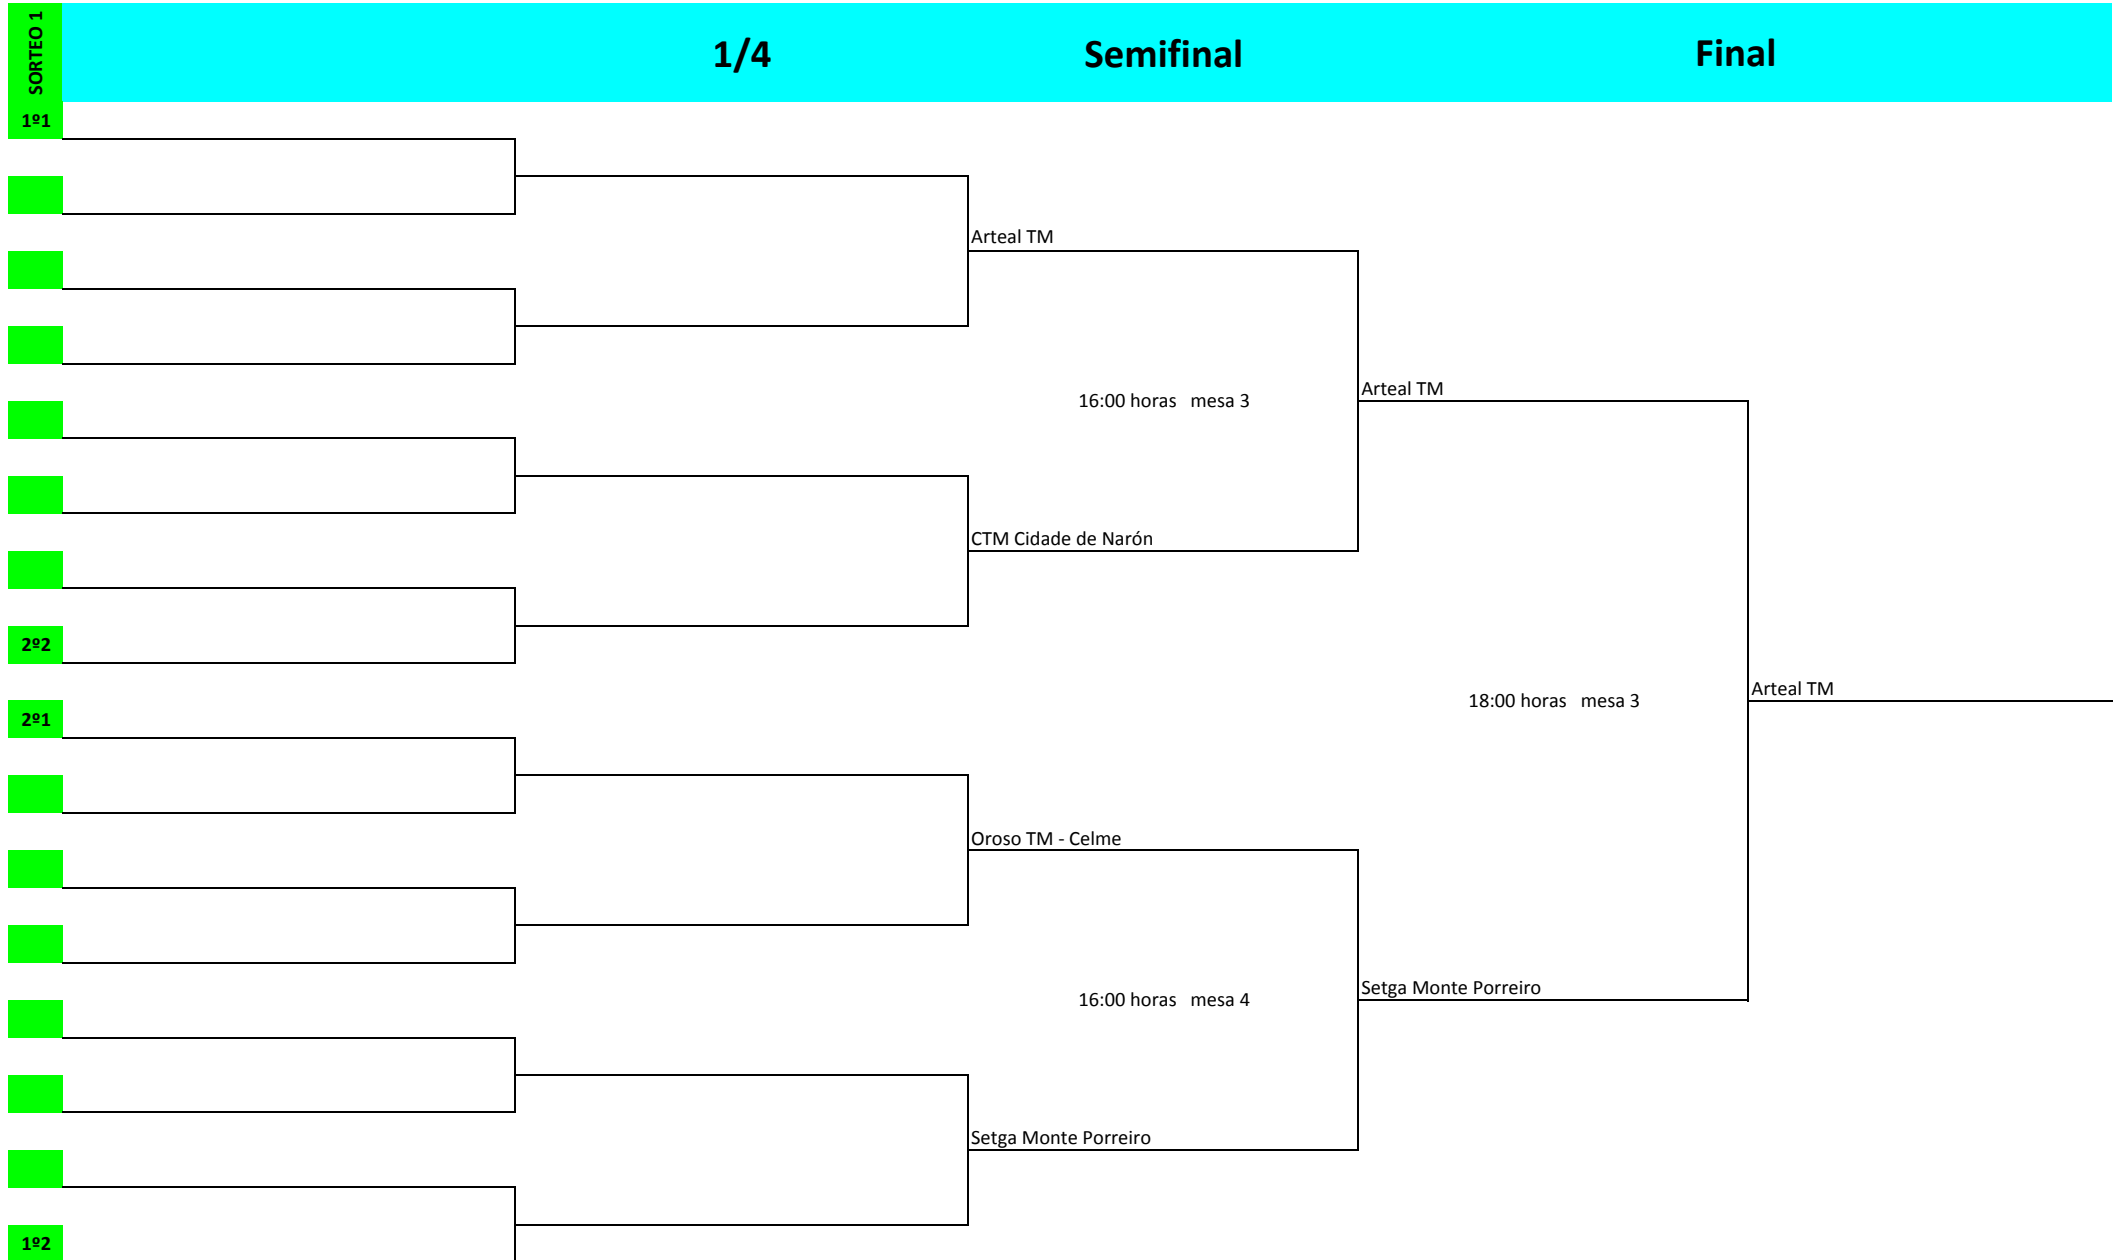 SORTEO 1
1/4
Semifinal
Final
1º1
Arteal TM
16:00 horas   mesa 3
Arteal TM
CTM Cidade de Narón
2º2
2º1
18:00 horas   mesa 3
Arteal TM
Oroso TM - Celme
16:00 horas   mesa 4
Setga Monte Porreiro
Setga Monte Porreiro
1º2